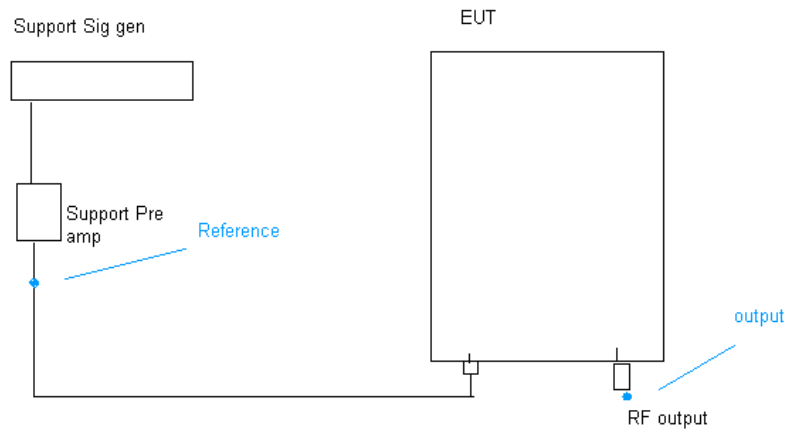 Support Sig gen
EUT
Support Pre
amp
Reference
output
RF output